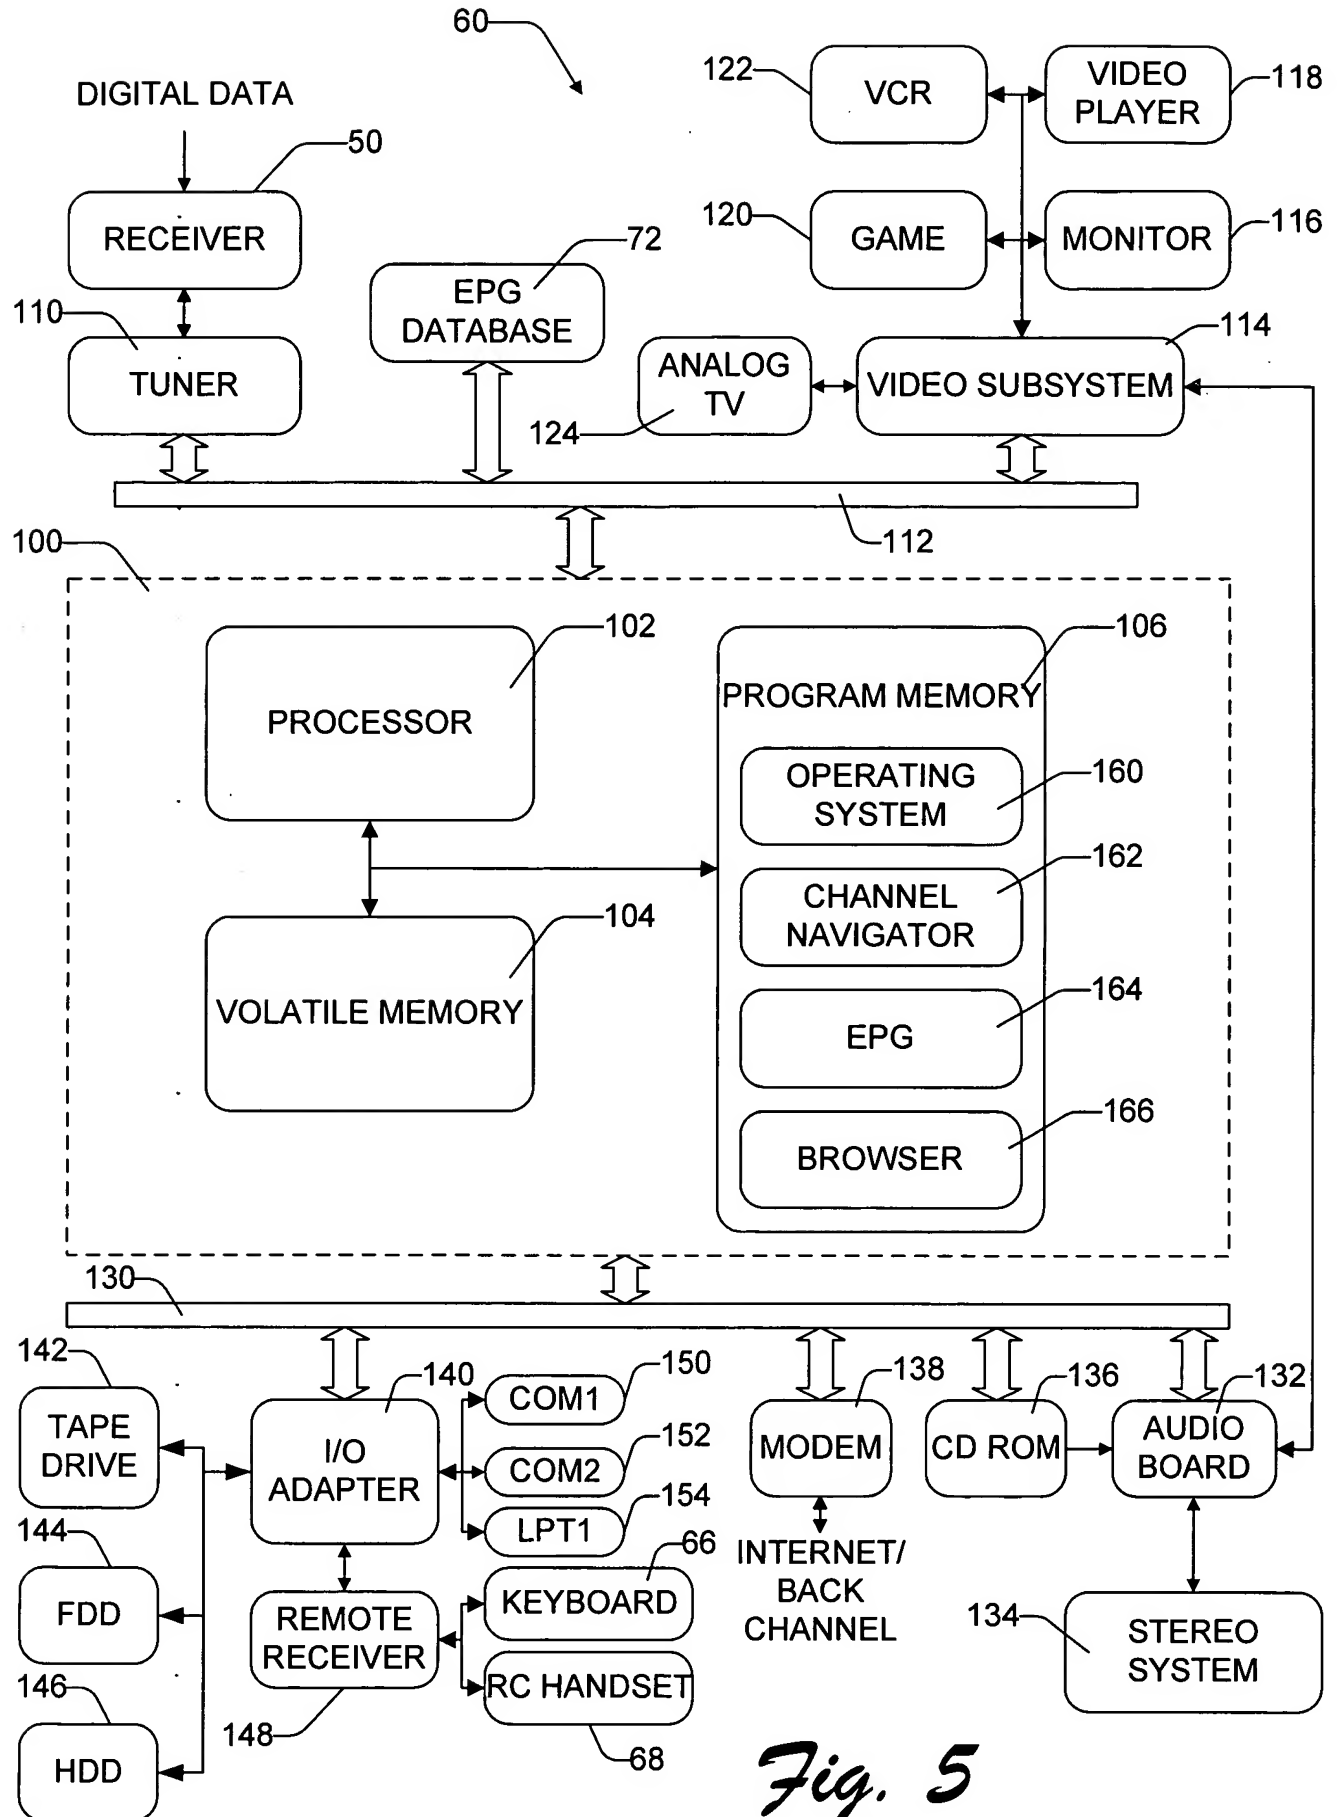 60
DIGITAL DATA
50
RECEIVER
110
TUNER
72
EPG
DATABASE
122
VCR
VIDEO
PLAYER
118
120
GAME
MONITOR
116
114
ANALOG
TV
124
VIDEO SUBSYSTEM
112
100
102
PROCESSOR
104
VOLATILE MEMORY
106
PROGRAM MEMORY
OPERATING
SYSTEM
160
162
CHANNEL
NAVIGATOR
164
EPG
166
BROWSER
130
142
TAPE
DRIVE
144
FDD
146
HDD
140
I/O
ADAPTER
COM1
150
COM2
152
LPT1
154
66
KEYBOARD
REMOTE
RECEIVER
148
RC HANDSET
68
138
MODEM
INTERNET/
BACK
CHANNEL
136
CD ROM
132
AUDIO
BOARD
134
STEREO
SYSTEM
Fig. 5